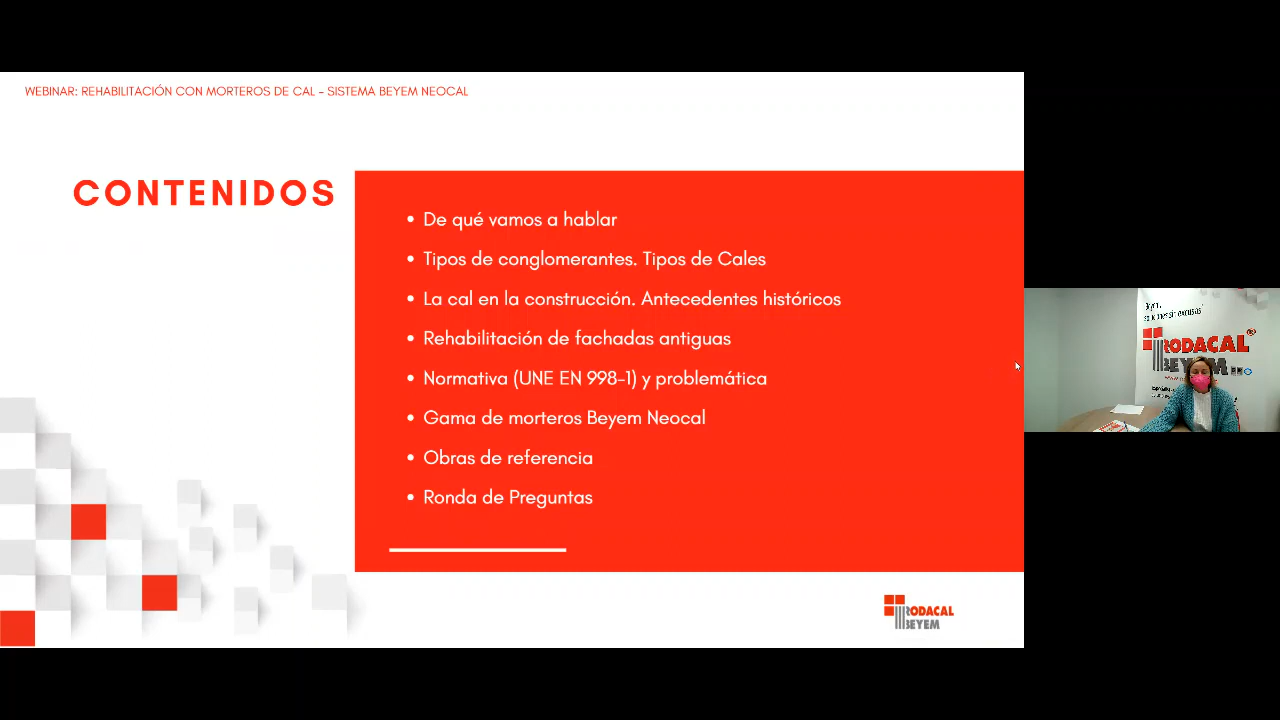 WEBINAR: REHABILITACIÓN CON MORTEROS DE CAL - SISTEMA BEYEM NEOCAL
CONTENIDOS
• De qué vamos a hablar
• Tipos de conglomerantes. Tipos de Cales
• La cal en la construcción. Antecedentes históricos
• Rehabilitación de fachadas antiguas
• Normativa (UNE EN 998-1) y problemática
• Gama de morteros Beyem Neocal
• Obras de referencia
• Ronda de Preguntas
RODACAL
BEYEM
RODACAL®
BEYEM